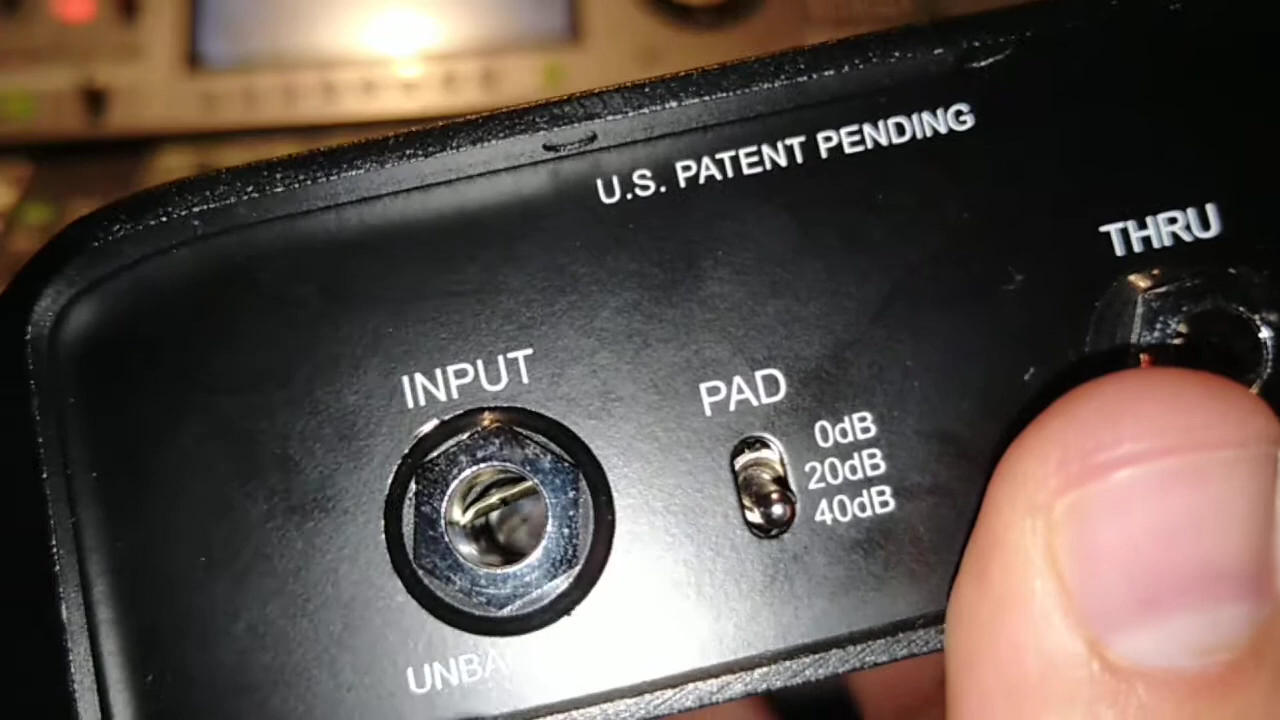 U.S. PATENT PENDING
THRU
INPUT
PAD
0dB
20dB
40dB